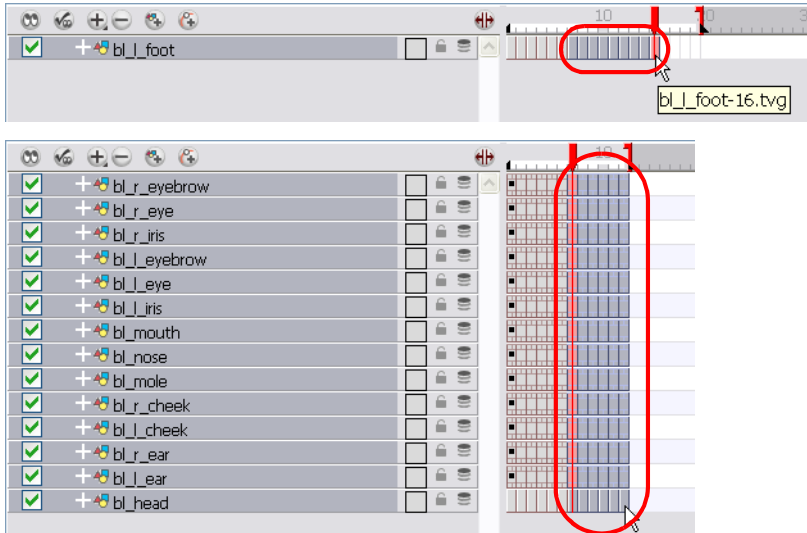 10
bl_l_foot
bl_l_foot-16.tvg
bl_r_eyebrow
bl_r_eye
bl_r_iris
bl_l_eyebrow
bl_l_eye
bl_l_iris
bl_mouth
bl_nose
bl_mole
bl_r_cheek
bl_l_cheek
bl_r_ear
bl_l_ear
bl_head